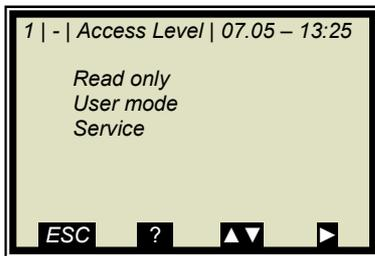 1 | - | Access Level | 07.05 – 13:25
Read only
User mode
Service
ESC ? ▲▼ ►